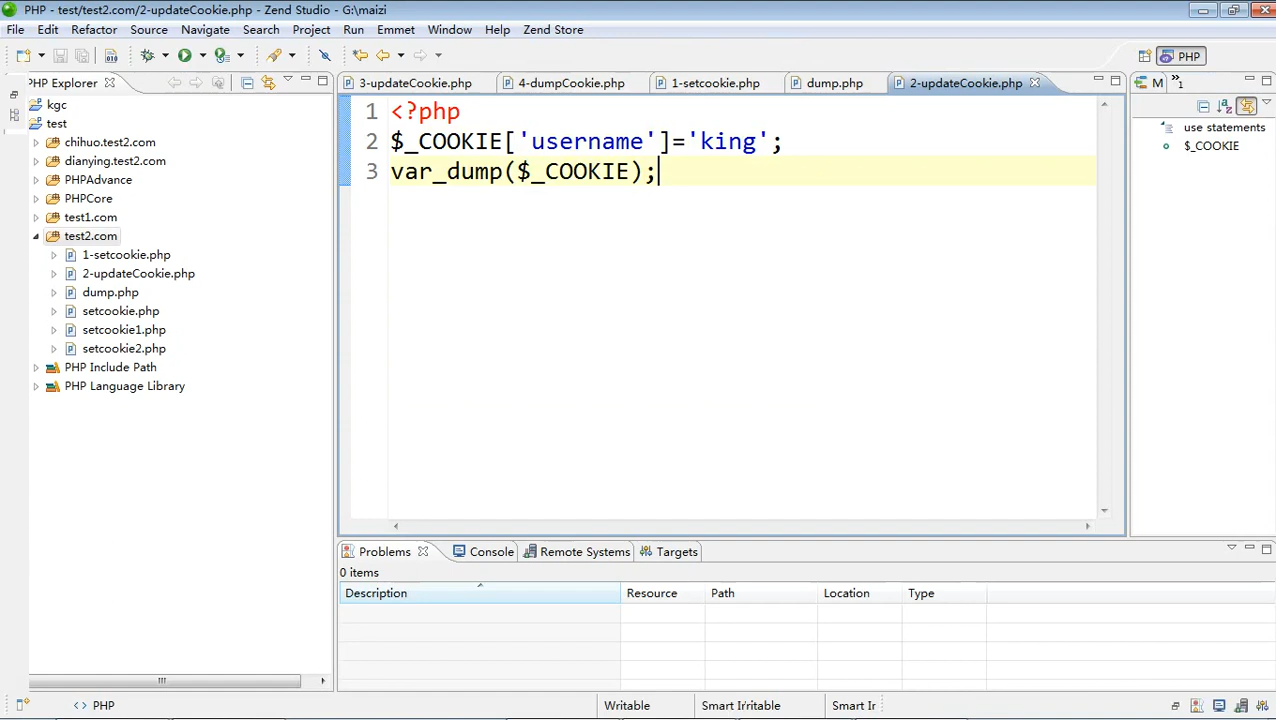 PHP - test/test2.com/2-updateCookie.php - Zend Studio - G:\maizi
File Edit Refactor Source Navigate Search Project Run Emmet Window Help Zend Store
PHP
PHP Explorer
3-updateCookie.php 4-dumpCookie.php 1-setcookie.php dump.php 2-updateCookie.php
M
1
kgc
test
chihuo.test2.com
dianying.test2.com
PHPAdvance
PHPCore
test1.com
test2.com
1-setcookie.php
2-updateCookie.php
dump.php
setcookie.php
setcookie1.php
setcookie2.php
PHP Include Path
PHP Language Library
1 <?php
2 $_COOKIE['username']='king';
3 var_dump($_COOKIE);
use statements
$_COOKIE
Problems Console Remote Systems Targets
0 items
Description Resource Path Location Type
PHP Writable Smart Ir!ritable Smart Ir